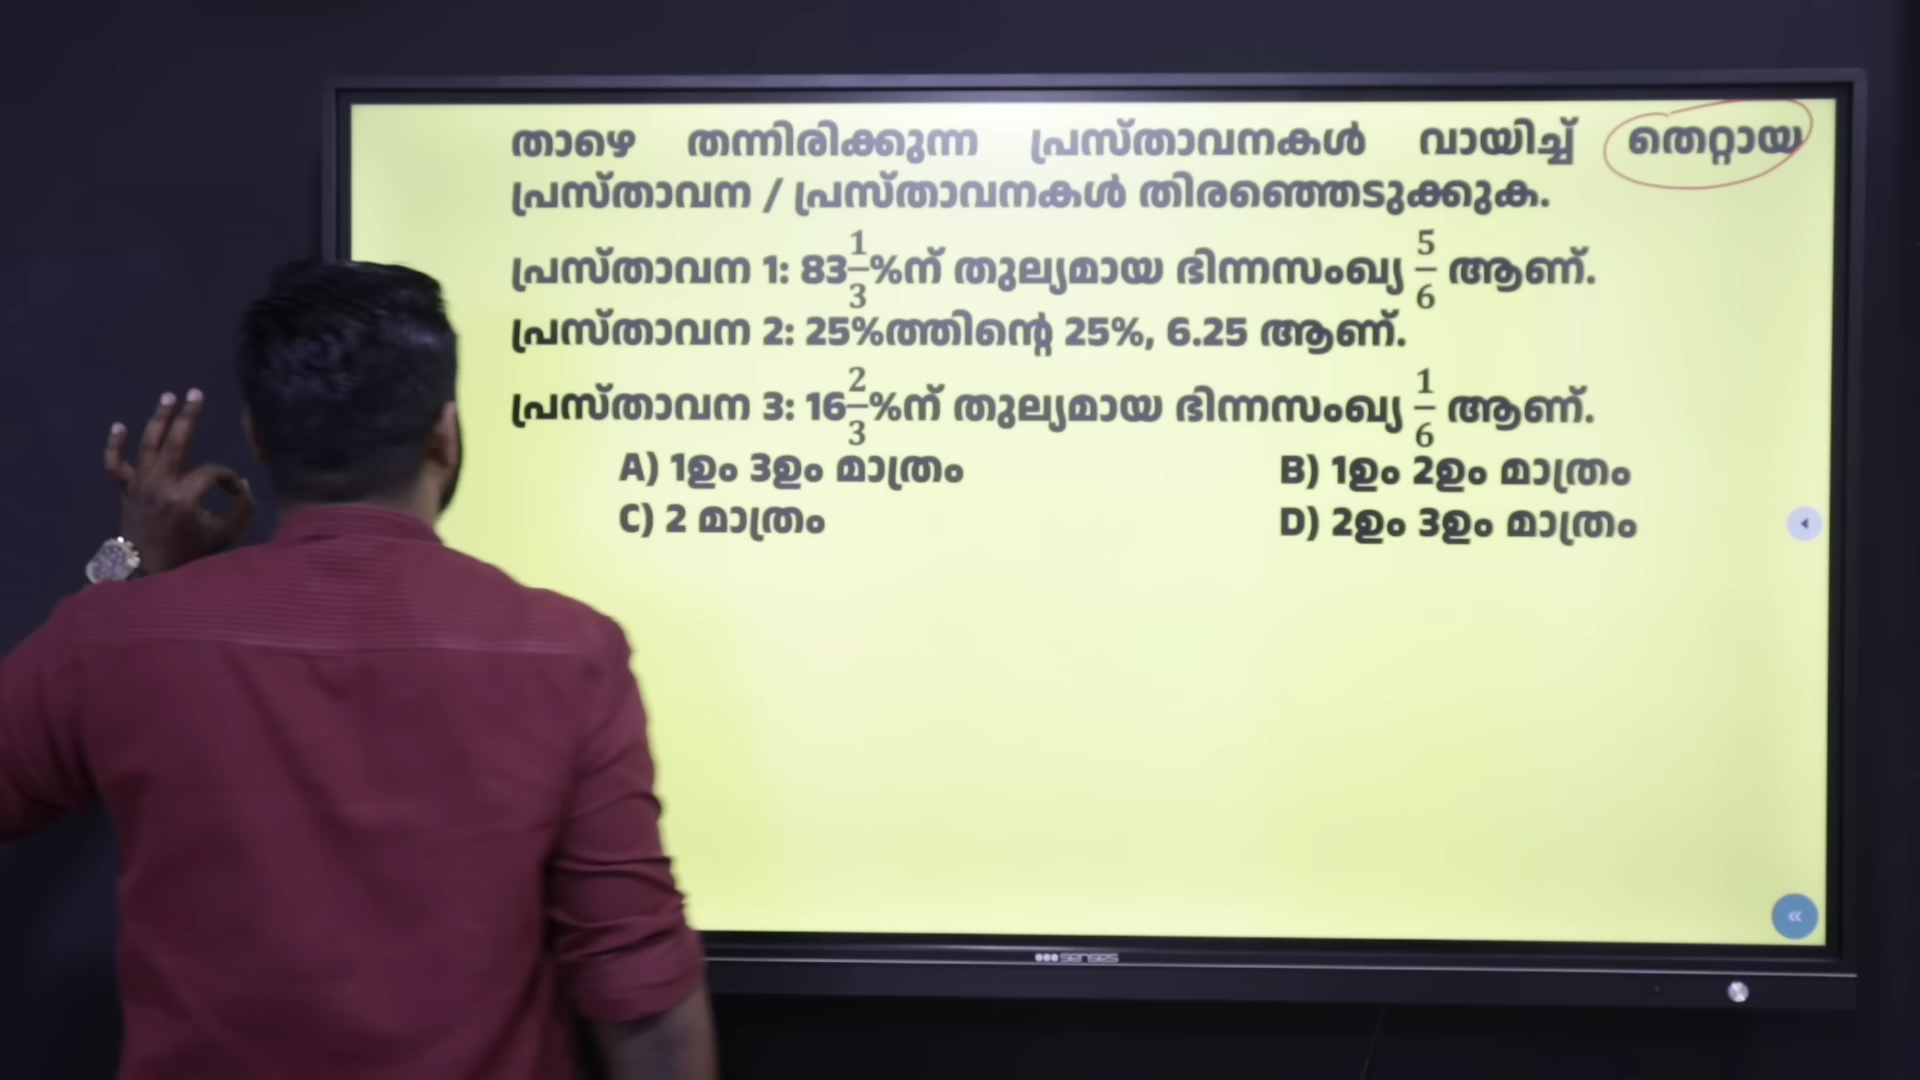 താഴെ തന്നിരിക്കുന്ന പ്രസ്താവനകൾ വായിച്ച് തെറ്റായ
പ്രസ്താവന / പ്രസ്താവനകൾ തിരഞ്ഞെടുക്കുക.
പ്രസ്താവന 1: 83 1/3 %ന് തുല്യമായ ഭിന്നസംഖ്യ 5/6 ആണ്.
പ്രസ്താവന 2: 25%ത്തിന്റെ 25%, 6.25 ആണ്.
പ്രസ്താവന 3: 16 2/3 %ന് തുല്യമായ ഭിന്നസംഖ്യ 1/6 ആണ്.
A) 1ഉം 3ഉം മാത്രം B) 1ഉം 2ഉം മാത്രം
C) 2 മാത്രം D) 2ഉം 3ഉം മാത്രം
senses